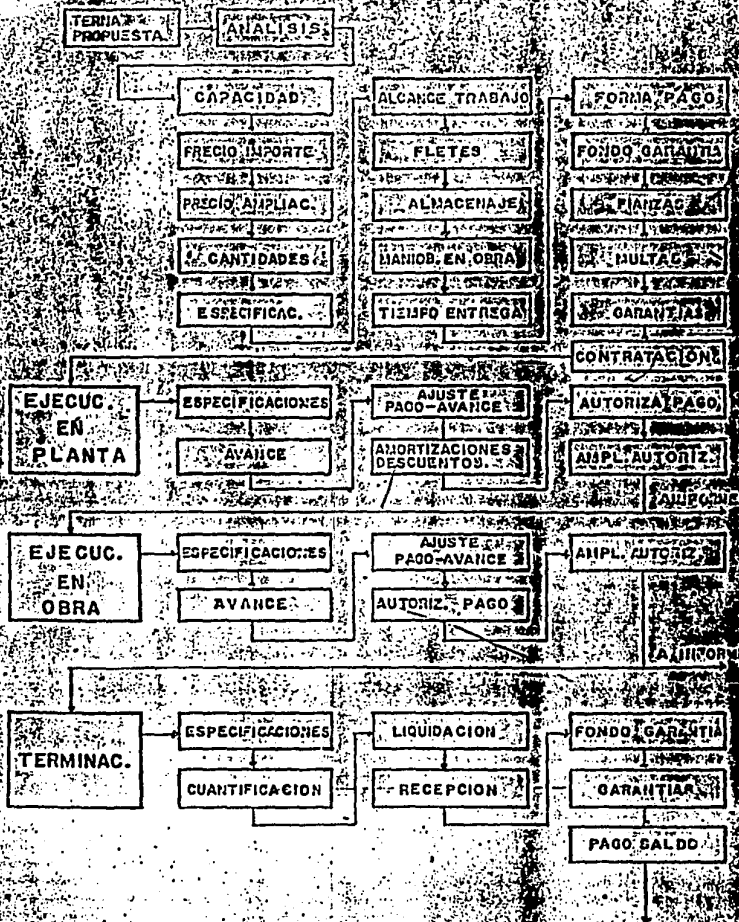 TERNA
PROPUESTA
ANALISIS
CAPACIDAD
PRECIO IMPORTE
PRECIO AMPLIAC.
CANTIDADES
ESPECIFICAC.
ALCANCE TRABAJO
FLETES
ALMACENAJE
MANIOB. EN OBRA
TIEMPO ENTREGA
FORMA PAGO
FONDO GARANTIA
FIANZAS
MULTAS
GARANTIAS
CONTRATACION
EJECUC.
EN
PLANTA
ESPECIFICACIONES
AVANCE
AJUSTE
PAGO-AVANCE
AMORTIZACIONES
DESCUENTOS
AUTORIZA PAGO
AMPL. AUTORIZ.
EJECUC.
EN
OBRA
ESPECIFICACIONES
AVANCE
AJUSTE
PAGO-AVANCE
AUTORIZ. PAGO
AMPL. AUTORIZ.
A INFORM
TERMINAC.
ESPECIFICACIONES
CUANTIFICACION
LIQUIDACION
RECEPCION
FONDO GARANTIA
GARANTIAS
PAGO SALDO